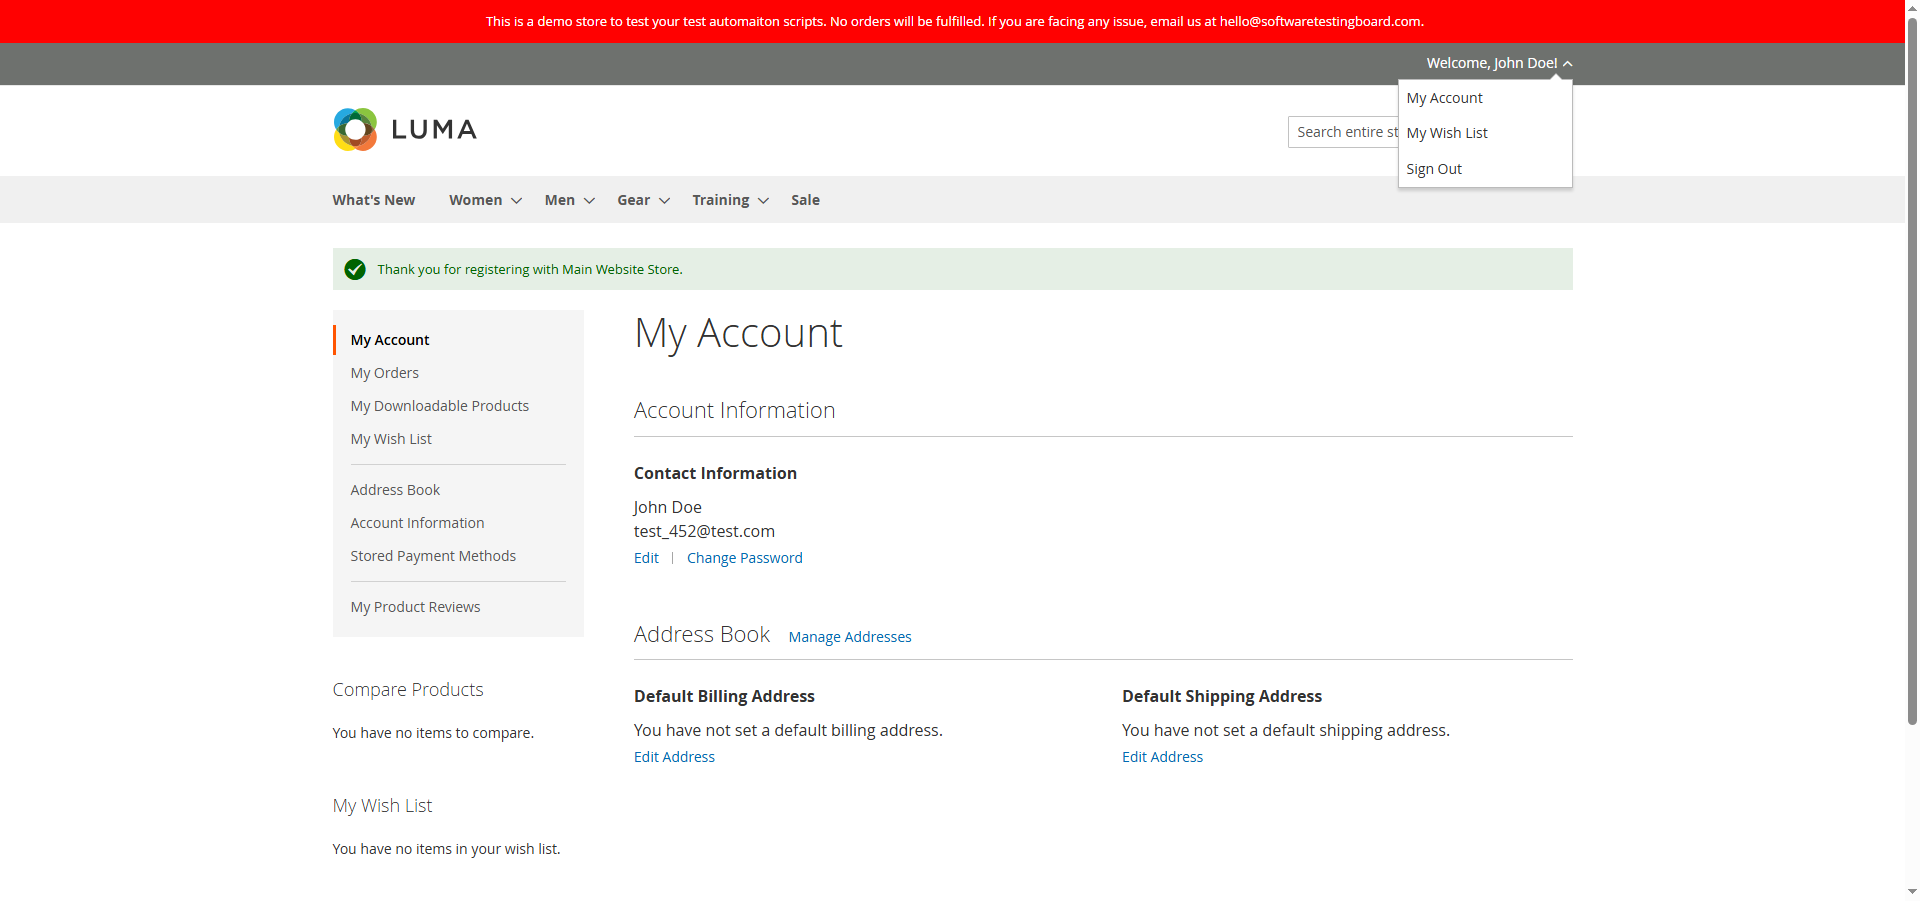 This is a demo store to test your test automaiton scripts. No orders will be fulfilled. If you are facing any issue, email us at hello@softwaretestingboard.com.
Welcome, John Doe!
My Account
My Wish List
Sign Out
LUMA
Search entire st
What's New Women Men Gear Training Sale
Thank you for registering with Main Website Store.
My Account
My Orders
My Downloadable Products
My Wish List
Address Book
Account Information
Stored Payment Methods
My Product Reviews
Compare Products
You have no items to compare.
My Wish List
You have no items in your wish list.
My Account
Account Information
Contact Information
John Doe
test_452@test.com
Edit | Change Password
Address Book Manage Addresses
Default Billing Address
You have not set a default billing address.
Edit Address
Default Shipping Address
You have not set a default shipping address.
Edit Address